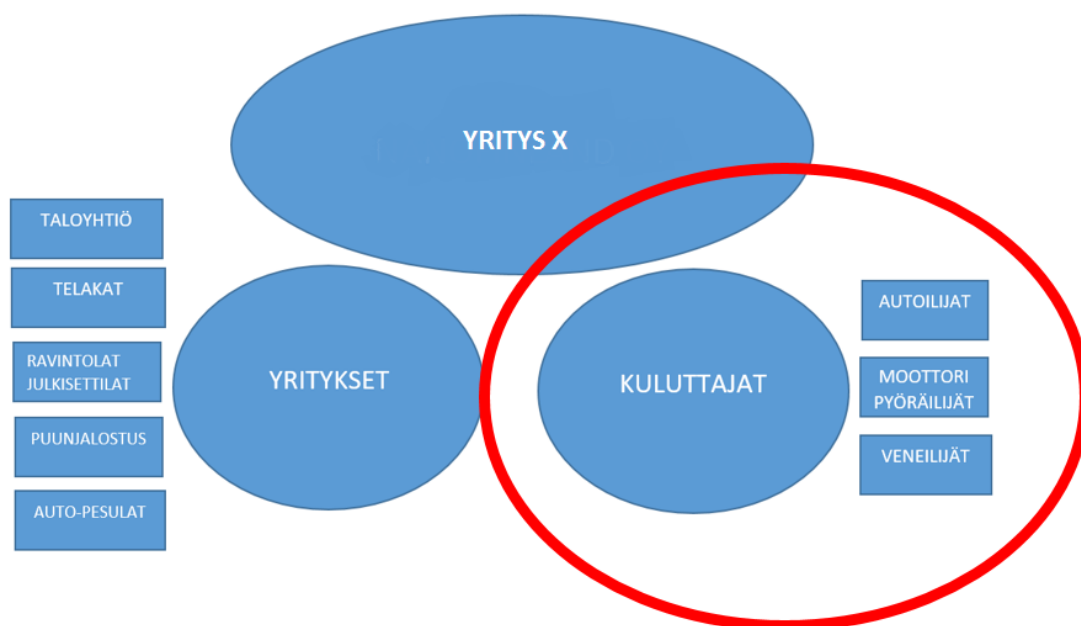 YRITYS X
TALOYHTIÖ
TELAKAT
RAVINTOLAT
JULKISETTILAT
PUUNJALOSTUS
AUTO-PESULAT
YRITYKSET
KULUTTAJAT
AUTOILIJAT
MOOTTORI
PYÖRÄILIJÄT
VENEILIJÄT